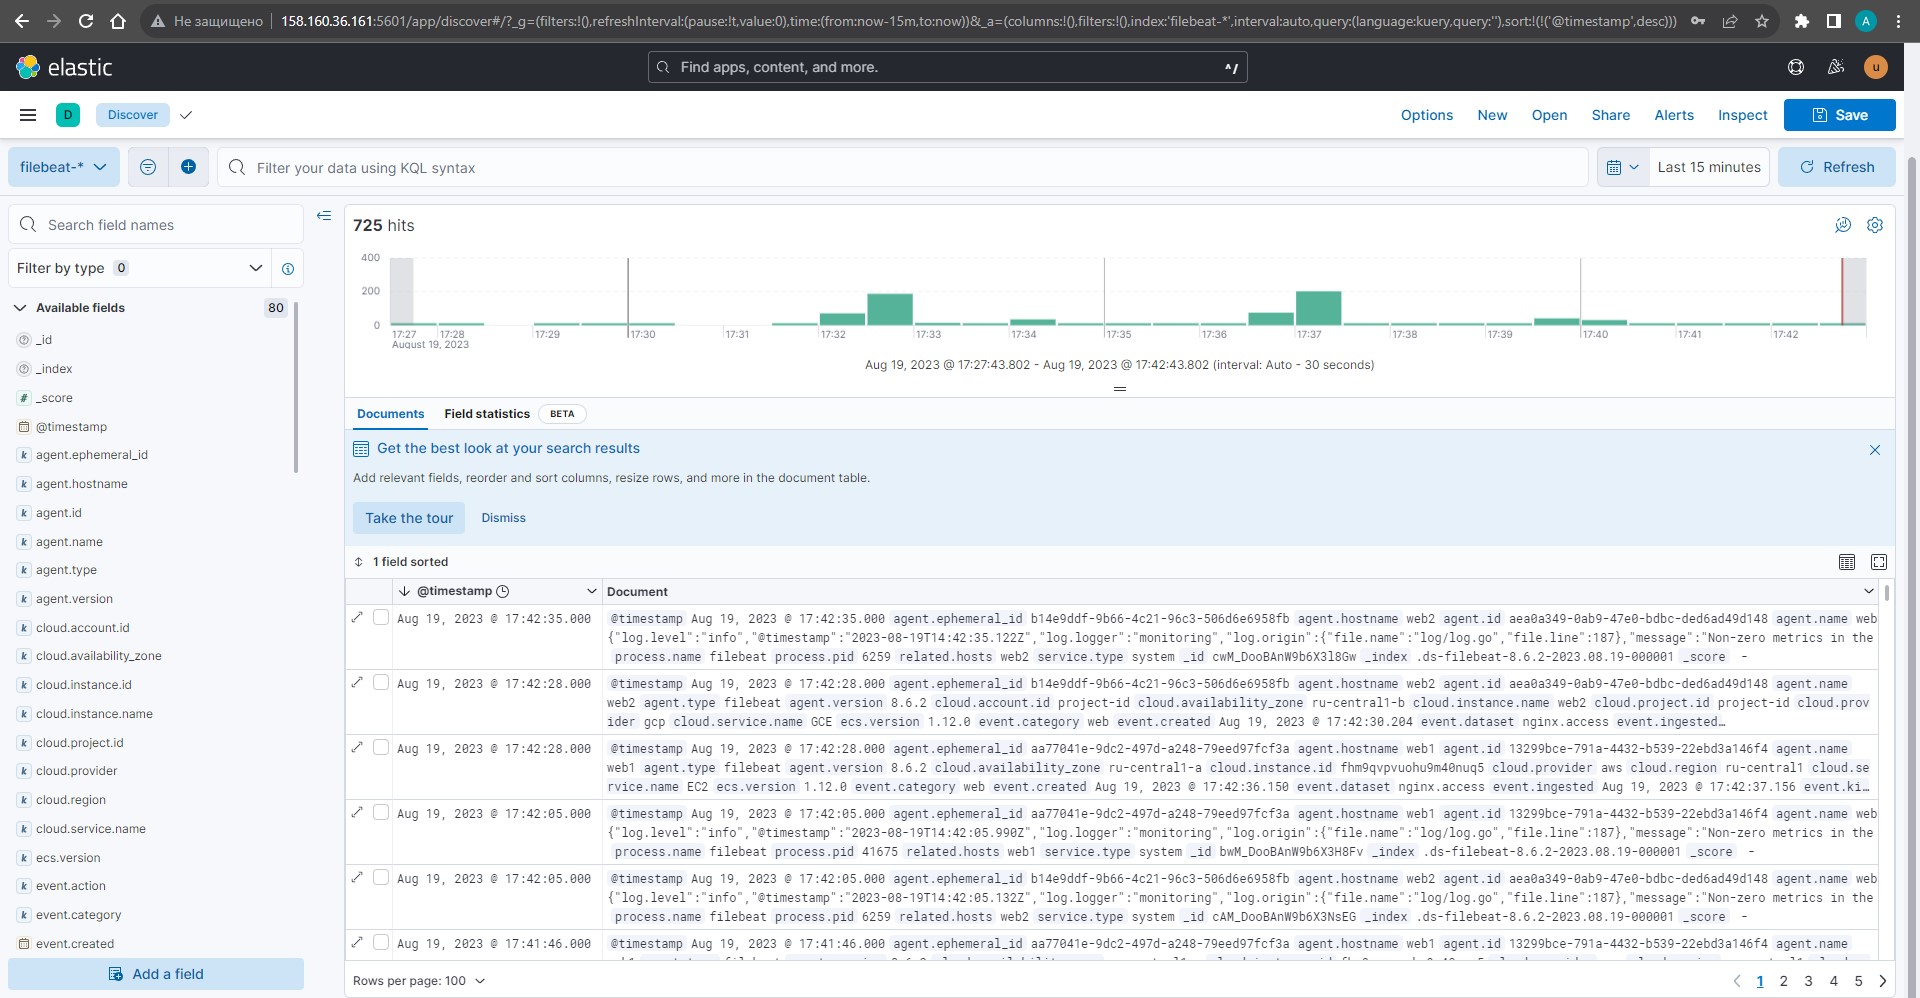 Не защищено 158.160.36.161:5601/app/discover#/?_g=(filters:!(),refreshInterval:(pause:!t,value:0),time:(from:now-15m,to:now))&_a=(columns:!(),filters:!(),index:'filebeat-*',interval:auto,query:(language:kuery,query:''),sort:!(!('@timestamp',desc))) A
elastic Find apps, content, and more. ^/ u
D Discover Options New Open Share Alerts Inspect Save
filebeat-* Filter your data using KQL syntax Last 15 minutes Refresh
Search field names
Filter by type 0
Available fields 80
_id
_index
_score
@timestamp
agent.ephemeral_id
agent.hostname
agent.id
agent.name
agent.type
agent.version
cloud.account.id
cloud.availability_zone
cloud.instance.id
cloud.instance.name
cloud.project.id
cloud.provider
cloud.region
cloud.service.name
ecs.version
event.action
event.category
event.created
Add a field
725 hits
400
200
0
17:27 17:28 17:29 17:30 17:31 17:32 17:33 17:34 17:35 17:36 17:37 17:38 17:39 17:40 17:41 17:42
August 19, 2023
Aug 19, 2023 @ 17:27:43.802 - Aug 19, 2023 @ 17:42:43.802 (interval: Auto - 30 seconds)
Documents Field statistics BETA
Get the best look at your search results
Add relevant fields, reorder and sort columns, resize rows, and more in the document table.
Take the tour Dismiss
1 field sorted
@timestamp Document
Aug 19, 2023 @ 17:42:35.000 @timestamp Aug 19, 2023 @ 17:42:35.000 agent.ephemeral_id b14e9ddf-9b66-4c21-96c3-506d6e6958fb agent.hostname web2 agent.id aea0a349-0ab9-47e0-bdbc-ded6ad49d148 agent.name web
{"log.level":"info","@timestamp":"2023-08-19T14:42:35.122Z","log.logger":"monitoring","log.origin":{"file.name":"log/log.go","file.line":187},"message":"Non-zero metrics in the
process.name filebeat process.pid 6259 related.hosts web2 service.type system _id cwM_DooBAnW9b6X3l8Gw _index .ds-filebeat-8.6.2-2023.08.19-000001 _score -
Aug 19, 2023 @ 17:42:28.000 @timestamp Aug 19, 2023 @ 17:42:28.000 agent.ephemeral_id b14e9ddf-9b66-4c21-96c3-506d6e6958fb agent.hostname web2 agent.id aea0a349-0ab9-47e0-bdbc-ded6ad49d148 agent.name
web2 agent.type filebeat agent.version 8.6.2 cloud.account.id project-id cloud.availability_zone ru-central1-b cloud.instance.name web2 cloud.project.id project-id cloud.prov
ider gcp cloud.service.name GCE ecs.version 1.12.0 event.category web event.created Aug 19, 2023 @ 17:42:30.204 event.dataset nginx.access event.ingested…
Aug 19, 2023 @ 17:42:28.000 @timestamp Aug 19, 2023 @ 17:42:28.000 agent.ephemeral_id aa77041e-9dc2-497d-a248-79eed97fcf3a agent.hostname web1 agent.id 13299bce-791a-4432-b539-22ebd3a146f4 agent.name
web1 agent.type filebeat agent.version 8.6.2 cloud.availability_zone ru-central1-a cloud.instance.id fhm9qvpvuohu9m40nuq5 cloud.provider aws cloud.region ru-central1 cloud.se
rvice.name EC2 ecs.version 1.12.0 event.category web event.created Aug 19, 2023 @ 17:42:36.150 event.dataset nginx.access event.ingested Aug 19, 2023 @ 17:42:37.156 event.ki…
Aug 19, 2023 @ 17:42:05.000 @timestamp Aug 19, 2023 @ 17:42:05.000 agent.ephemeral_id aa77041e-9dc2-497d-a248-79eed97fcf3a agent.hostname web1 agent.id 13299bce-791a-4432-b539-22ebd3a146f4 agent.name web
{"log.level":"info","@timestamp":"2023-08-19T14:42:05.990Z","log.logger":"monitoring","log.origin":{"file.name":"log/log.go","file.line":187},"message":"Non-zero metrics in the
process.name filebeat process.pid 41675 related.hosts web1 service.type system _id bwM_DooBAnW9b6X3H8Fv _index .ds-filebeat-8.6.2-2023.08.19-000001 _score -
Aug 19, 2023 @ 17:42:05.000 @timestamp Aug 19, 2023 @ 17:42:05.000 agent.ephemeral_id b14e9ddf-9b66-4c21-96c3-506d6e6958fb agent.hostname web2 agent.id aea0a349-0ab9-47e0-bdbc-ded6ad49d148 agent.name web
{"log.level":"info","@timestamp":"2023-08-19T14:42:05.132Z","log.logger":"monitoring","log.origin":{"file.name":"log/log.go","file.line":187},"message":"Non-zero metrics in the
process.name filebeat process.pid 6259 related.hosts web2 service.type system _id cAM_DooBAnW9b6X3NsEG _index .ds-filebeat-8.6.2-2023.08.19-000001 _score -
Aug 19, 2023 @ 17:41:46.000 @timestamp Aug 19, 2023 @ 17:41:46.000 agent.ephemeral_id aa77041e-9dc2-497d-a248-79eed97fcf3a agent.hostname web1 agent.id 13299bce-791a-4432-b539-22ebd3a146f4 agent.name
Rows per page: 100 1 2 3 4 5